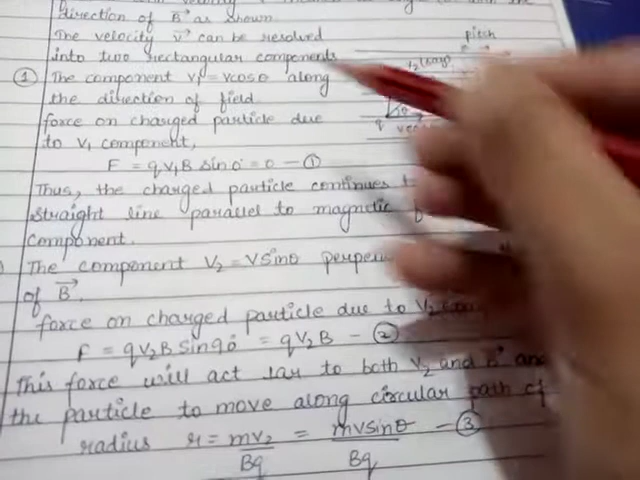 direction of B⃗ as shown
The velocity v⃗ can be resolved
into two rectangular components
pitch
① The component V₁=vcosθ along
the direction of field
force on charged particle due
to V₁ component,
F = qV₁B sin0° = 0 – ①
Thus, the charged particle continues
straight line parallel to magnetic
component.
The component V₂ = Vsinθ
of B⃗.
force on charged particle due to V₂
F = qV₂B sin90° = qV₂B – ②
This force will act lar to both V₂ and B⃗ and
the particle to move along circular path of
radius r = mV₂/Bq = mVsinθ/Bq – ③